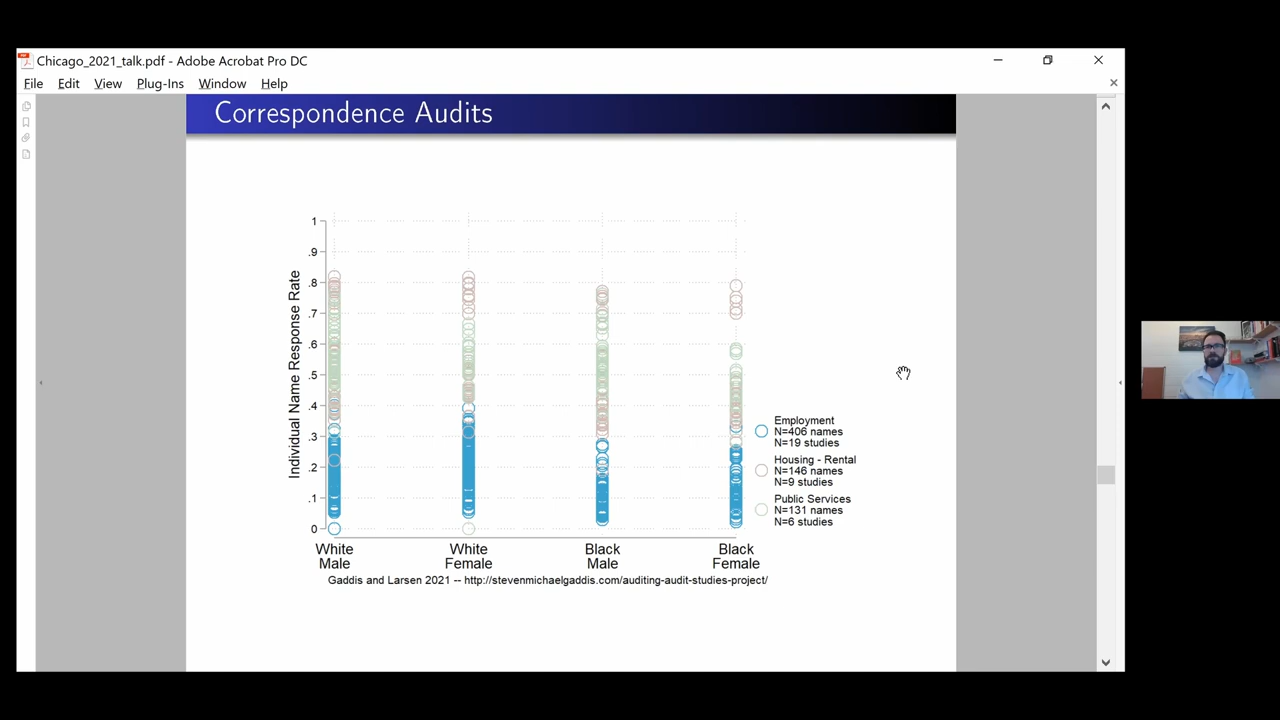 Chicago_2021_talk.pdf - Adobe Acrobat Pro DC
File Edit View Plug-Ins Window Help
Correspondence Audits
Individual Name Response Rate
1
.9
.8
.7
.6
.5
.4
.3
.2
.1
0
White Male
White Female
Black Male
Black Female
Employment
N=406 names
N=19 studies
Housing - Rental
N=146 names
N=9 studies
Public Services
N=131 names
N=6 studies
Gaddis and Larsen 2021 -- http://stevenmichaelgaddis.com/auditing-audit-studies-project/